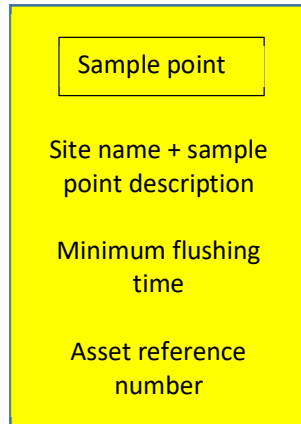 Sample point
Site name + sample
point description
Minimum flushing
time
Asset reference
number